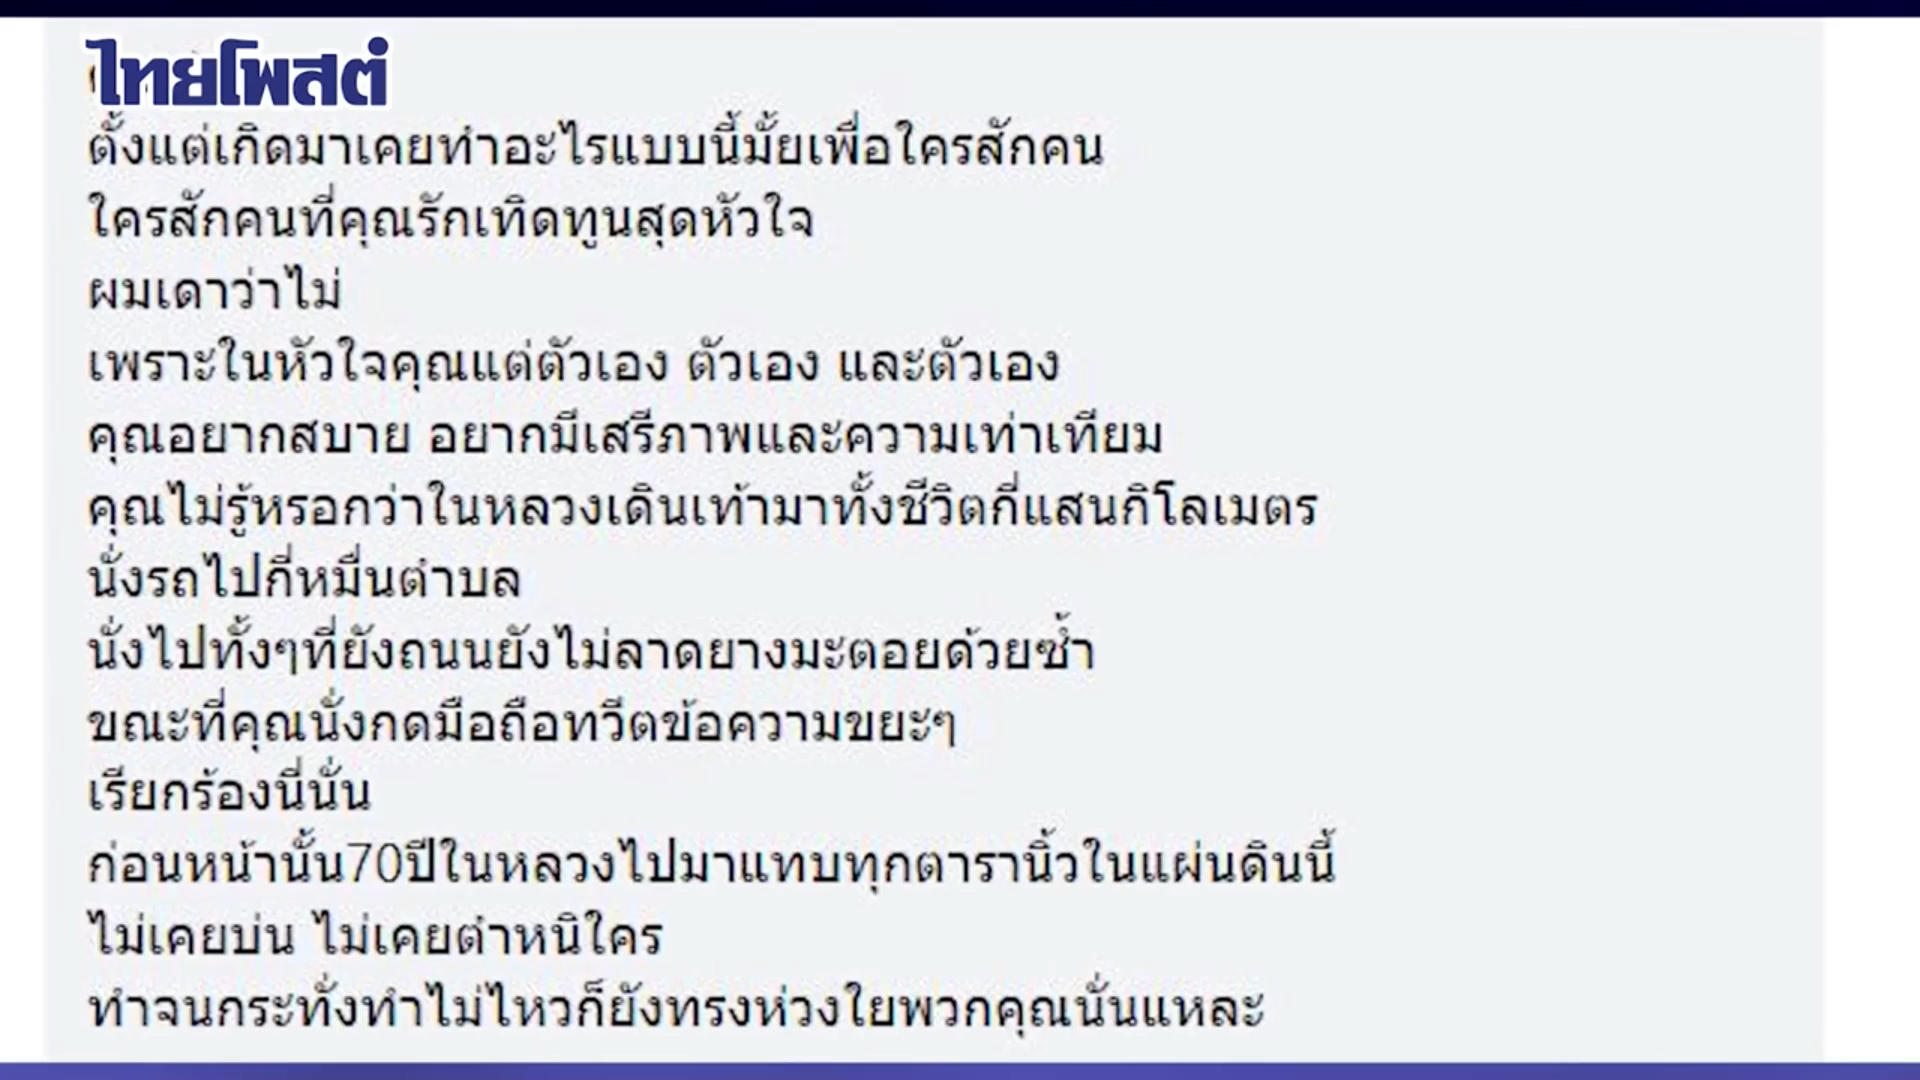 ไทยโพสต์
ตั้งแต่เกิดมาเคยทำอะไรแบบนี้มั้ยเพื่อใครสักคน
ใครสักคนที่คุณรักเทิดทูนสุดหัวใจ
ผมเดาว่าไม่
เพราะในหัวใจคุณแต่ตัวเอง ตัวเอง และตัวเอง
คุณอยากสบาย อยากมีเสรีภาพและความเท่าเทียม
คุณไม่รู้หรอกว่าในหลวงเดินเท้ามาทั้งชีวิตกี่แสนกิโลเมตร
นั่งรถไปกี่หมื่นตำบล
นั่งไปทั้งๆที่ยังถนนยังไม่ลาดยางมะตอยด้วยซ้ำ
ขณะที่คุณนั่งกดมือถือทวีตข้อความขยะๆ
เรียกร้องนี่นั่น
ก่อนหน้านั้น70ปีในหลวงไปมาแทบทุกตารานิ้วในแผ่นดินนี้
ไม่เคยบ่น ไม่เคยตำหนิใคร
ทำจนกระทั่งทำไม่ไหวก็ยังทรงห่วงใยพวกคุณนั่นแหละ